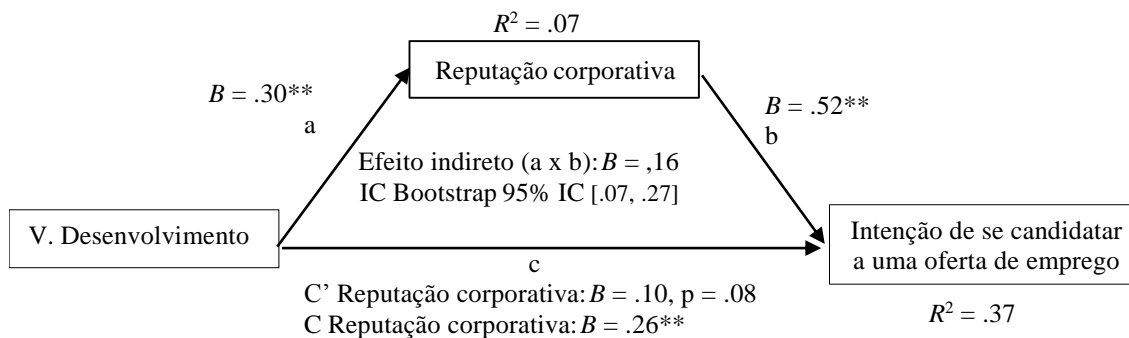 R² = .07
Reputação corporativa
B = .30**
a
B = .52**
b
Efeito indireto (a x b): B = ,16
IC Bootstrap 95% IC [.07, .27]
V. Desenvolvimento
Intenção de se candidatar
a uma oferta de emprego
c
C’ Reputação corporativa: B = .10, p = .08
C Reputação corporativa: B = .26**
R² = .37